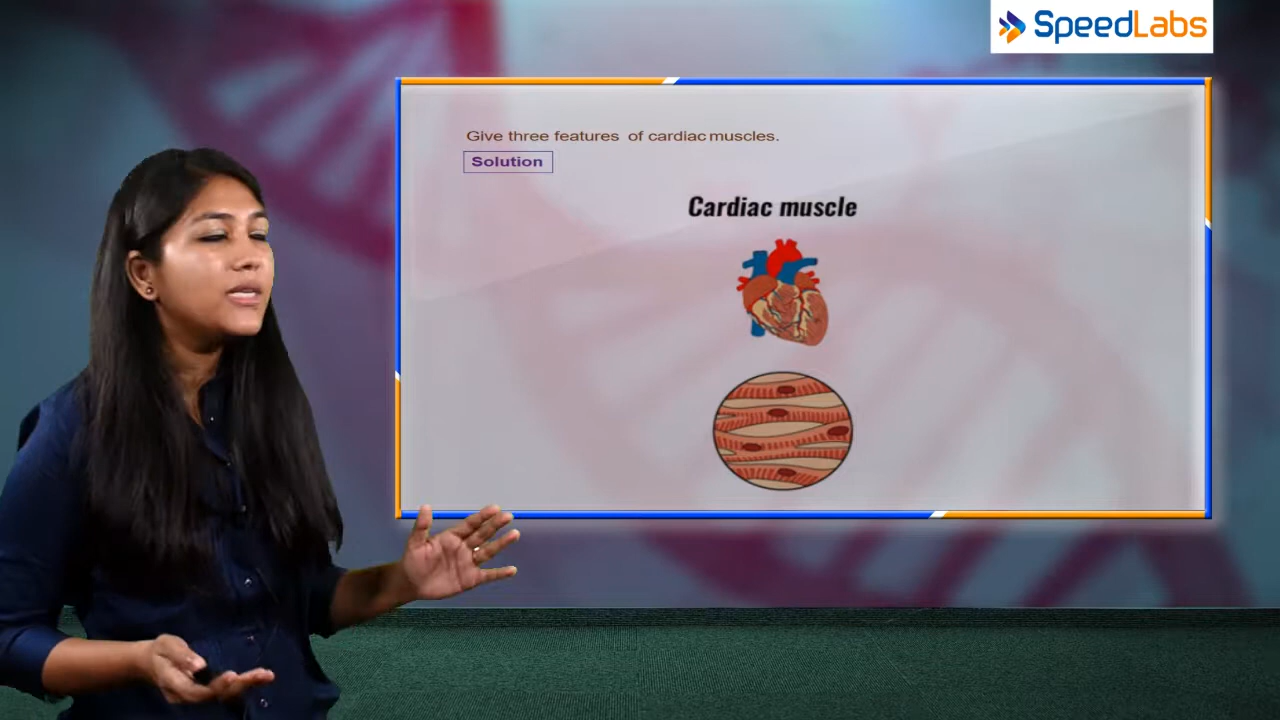 SpeedLabs
Give three features of cardiac muscles.
Solution
Cardiac muscle